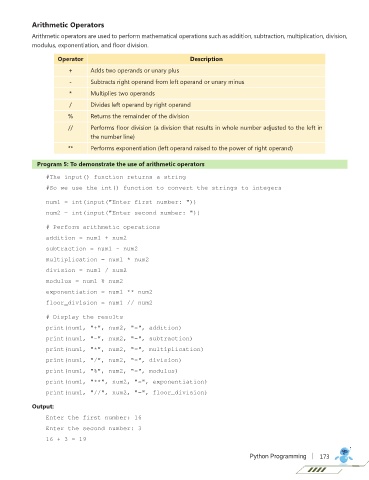 Arithmetic Operators
Arithmetic operators are used to perform mathematical operations such as addition, subtraction, multiplication, division,
modulus, exponentiation, and floor division.
Operator Description
+ Adds two operands or unary plus
- Subtracts right operand from left operand or unary minus
* Multiplies two operands
/ Divides left operand by right operand
% Returns the remainder of the division
// Performs floor division (a division that results in whole number adjusted to the left in
the number line)
** Performs exponentiation (left operand raised to the power of right operand)
Program 5: To demonstrate the use of arithmetic operators
#The input() function returns a string
#So we use the int() function to convert the strings to integers
num1 = int(input("Enter first number: "))
num2 = int(input("Enter second number: "))
# Perform arithmetic operations
addition = num1 + num2
subtraction = num1 - num2
multiplication = num1 * num2
division = num1 / num2
modulus = num1 % num2
exponentiation = num1 ** num2
floor_division = num1 // num2
# Display the results
print(num1, "+", num2, "=", addition)
print(num1, "-", num2, "=", subtraction)
print(num1, "*", num2, "=", multiplication)
print(num1, "/", num2, "=", division)
print(num1, "%", num2, "=", modulus)
print(num1, "**", num2, "=", exponentiation)
print(num1, "//", num2, "=", floor_division)
Output:
Enter the first number: 16
Enter the second number: 3
16 + 3 = 19
Python Programming | 173